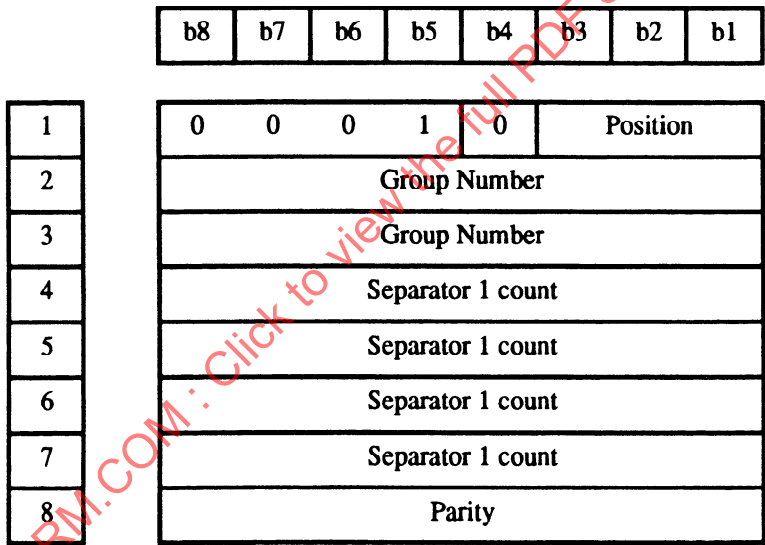 b8 b7 b6 b5 b4 b3 b2 b1
1 0 0 0 1 0 Position
2 Group Number
3 Group Number
4 Separator 1 count
5 Separator 1 count
6 Separator 1 count
7 Separator 1 count
8 Parity
RM.COM : Click to view the full PDF